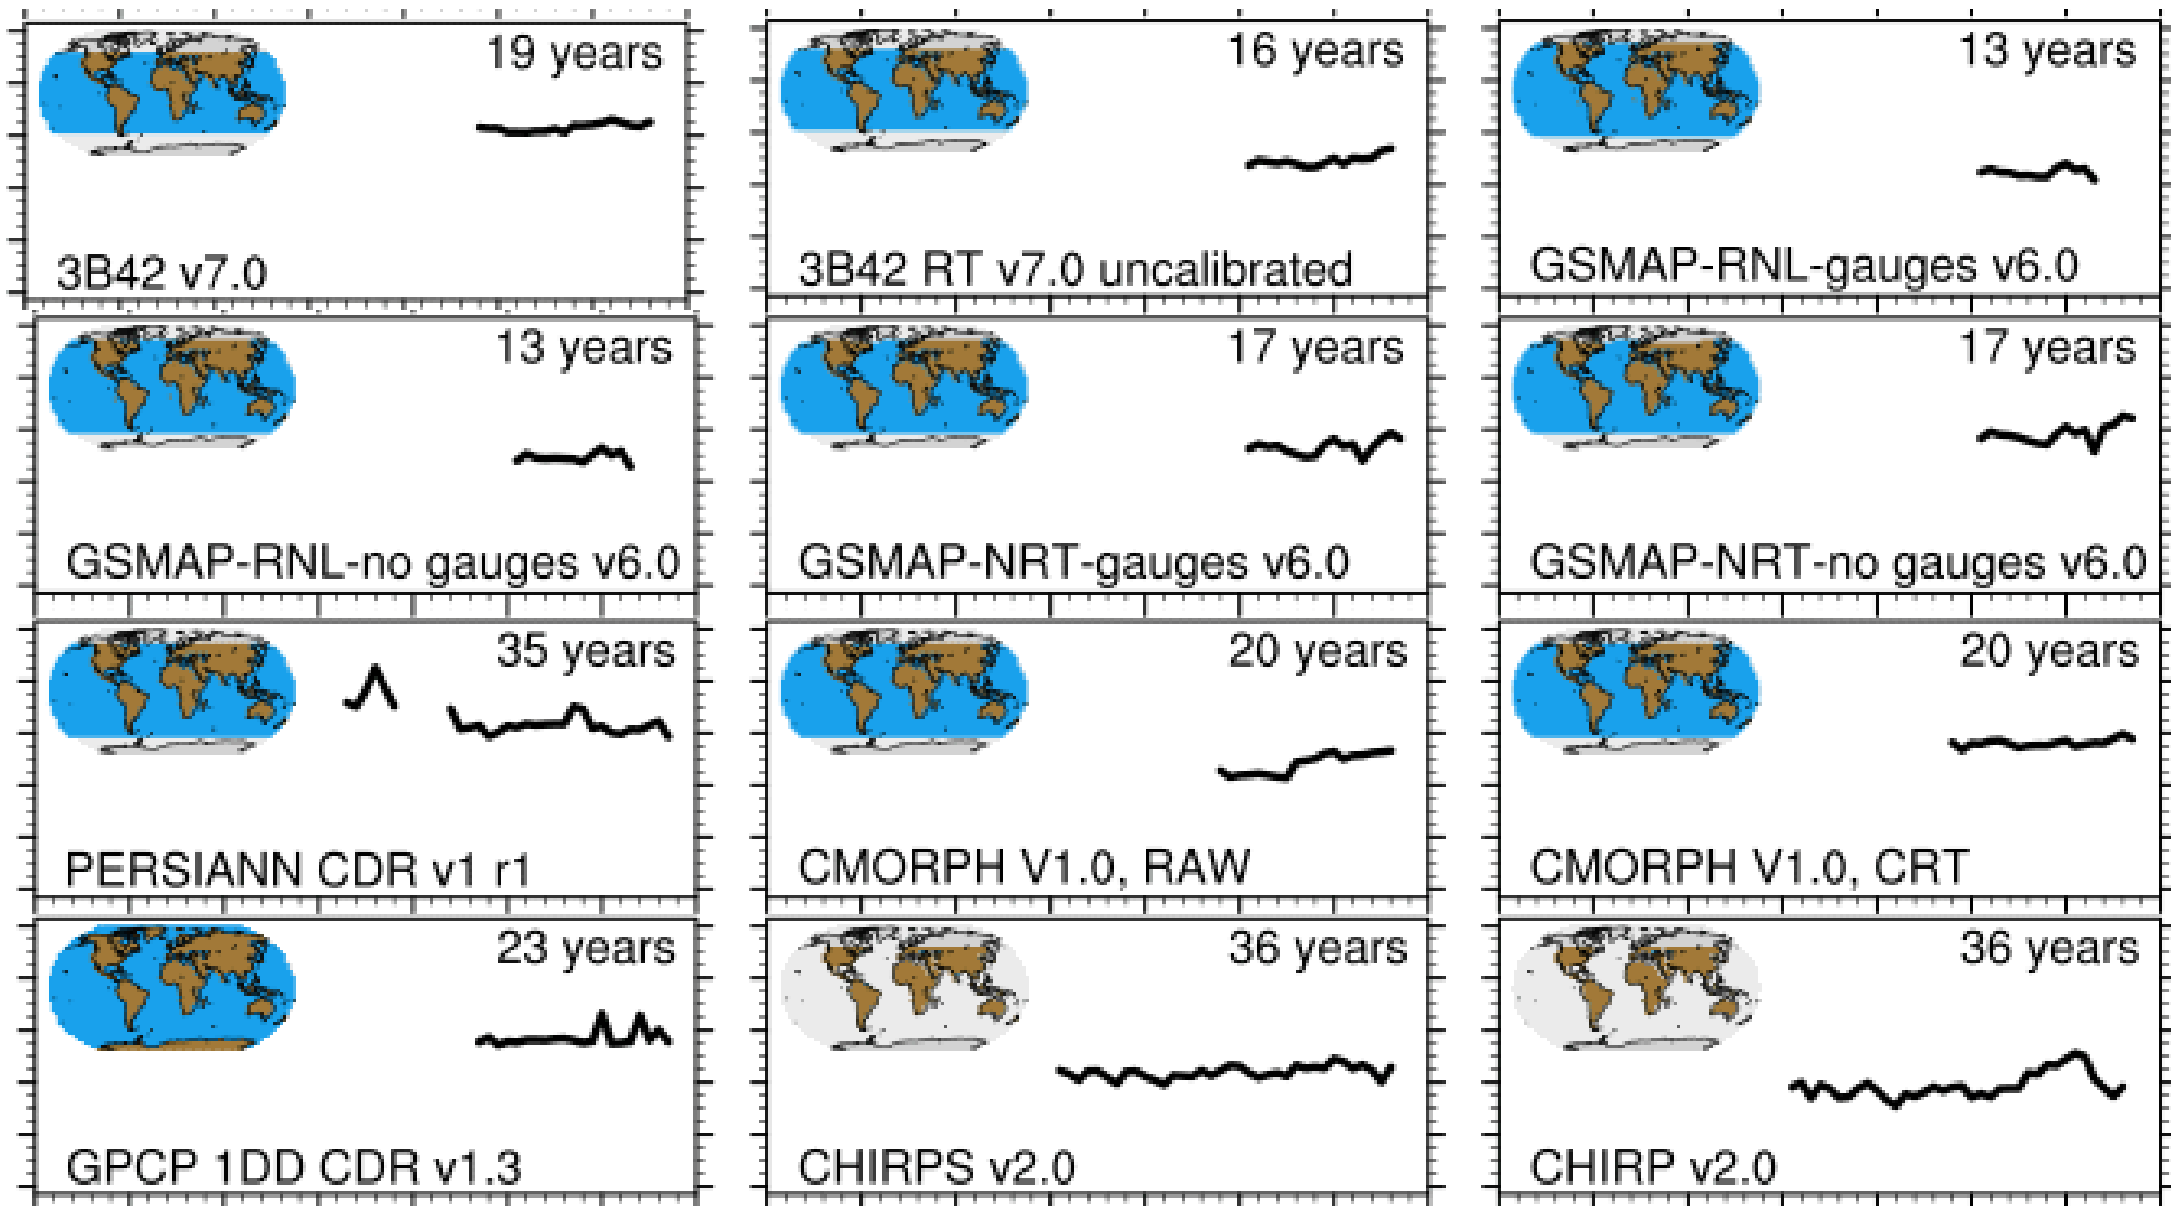 19 years
3B42 v7.0
16 years
3B42 RT v7.0 uncalibrated
13 years
GSMAP-RNL-gauges v6.0
13 years
GSMAP-RNL-no gauges v6.0
17 years
GSMAP-NRT-gauges v6.0
17 years
GSMAP-NRT-no gauges v6.0
35 years
PERSIANN CDR v1 r1
20 years
CMORPH V1.0, RAW
20 years
CMORPH V1.0, CRT
23 years
GPCP 1DD CDR v1.3
36 years
CHIRPS v2.0
36 years
CHIRP v2.0